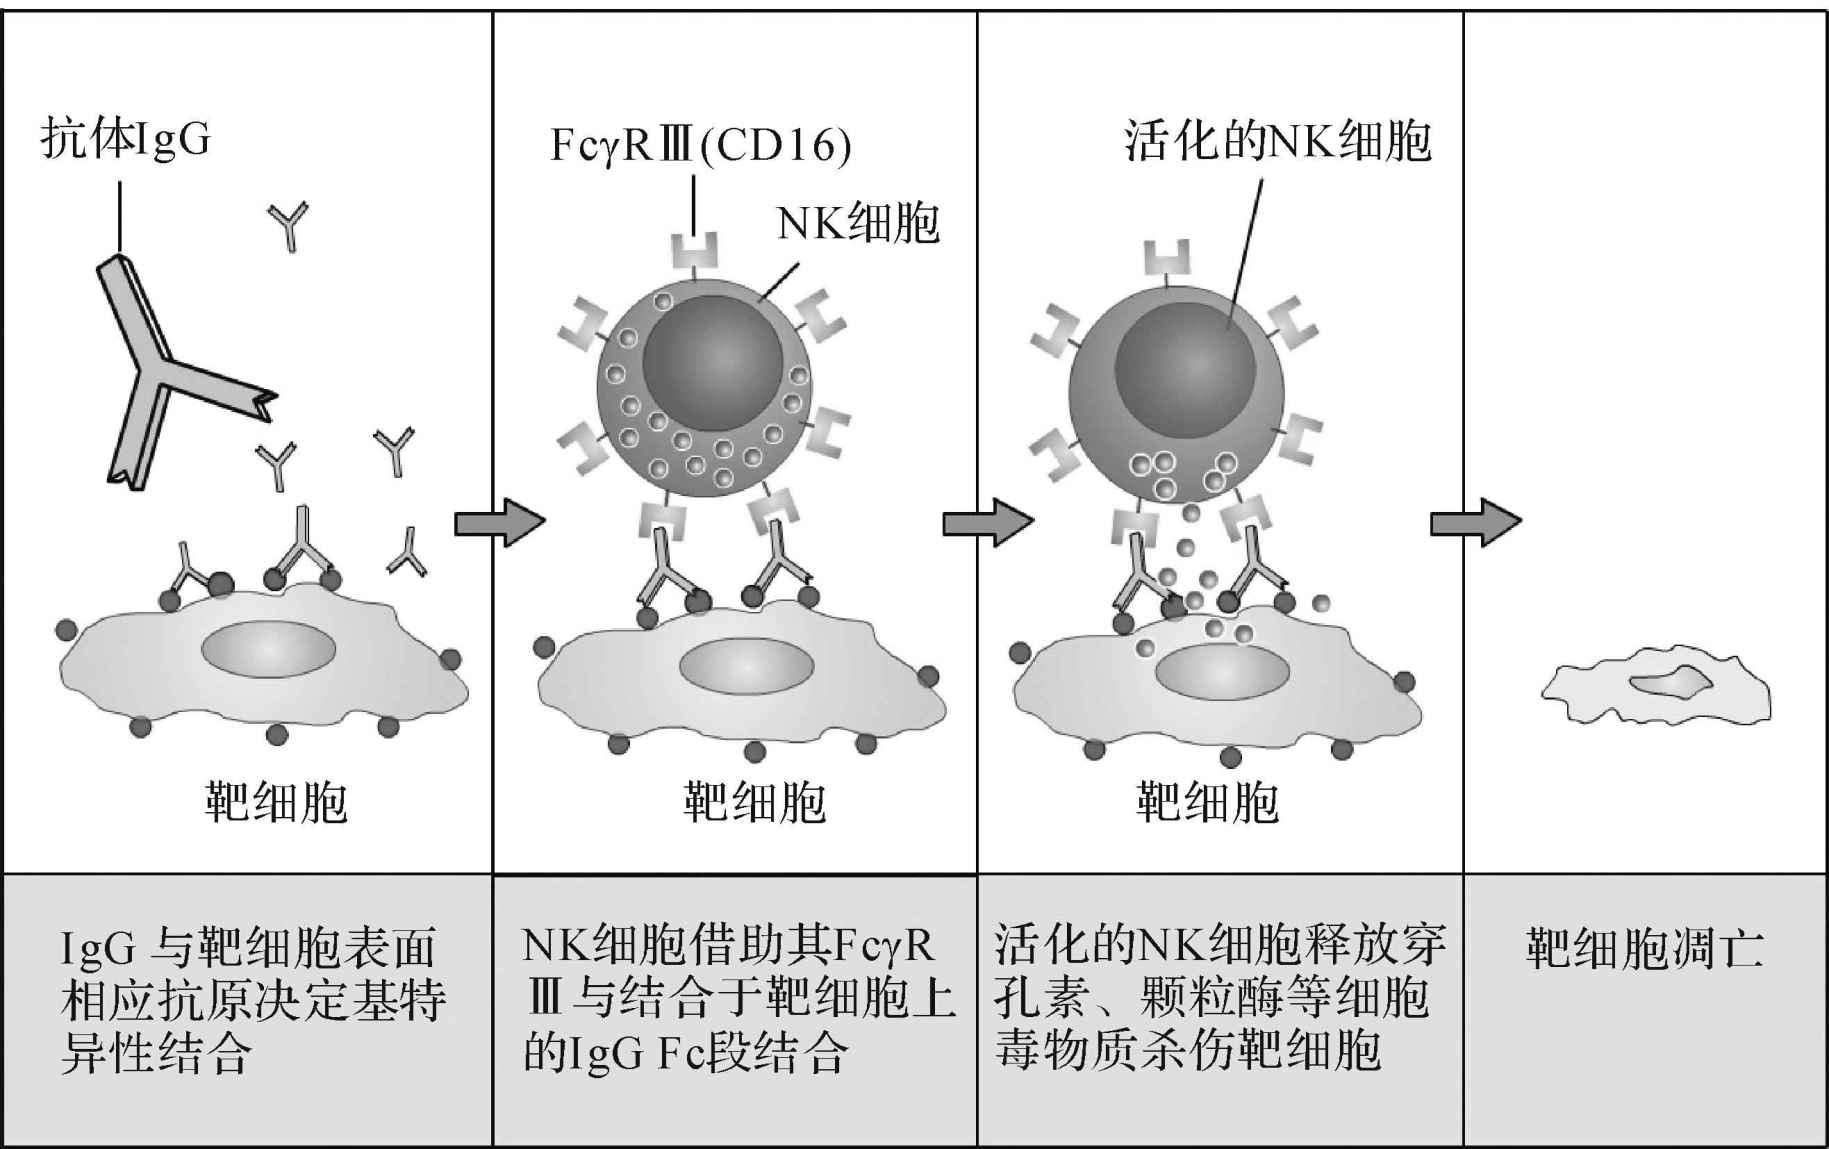 抗体IgG
FcγRⅢ(CD16)
NK细胞
活化的NK细胞
靶细胞
靶细胞
靶细胞
IgG 与靶细胞表面
相应抗原决定基特
异性结合
NK细胞借助其FcγR
Ⅲ与结合于靶细胞上
的IgG Fc段结合
活化的NK细胞释放穿
孔素、颗粒酶等细胞
毒物质杀伤靶细胞
靶细胞凋亡